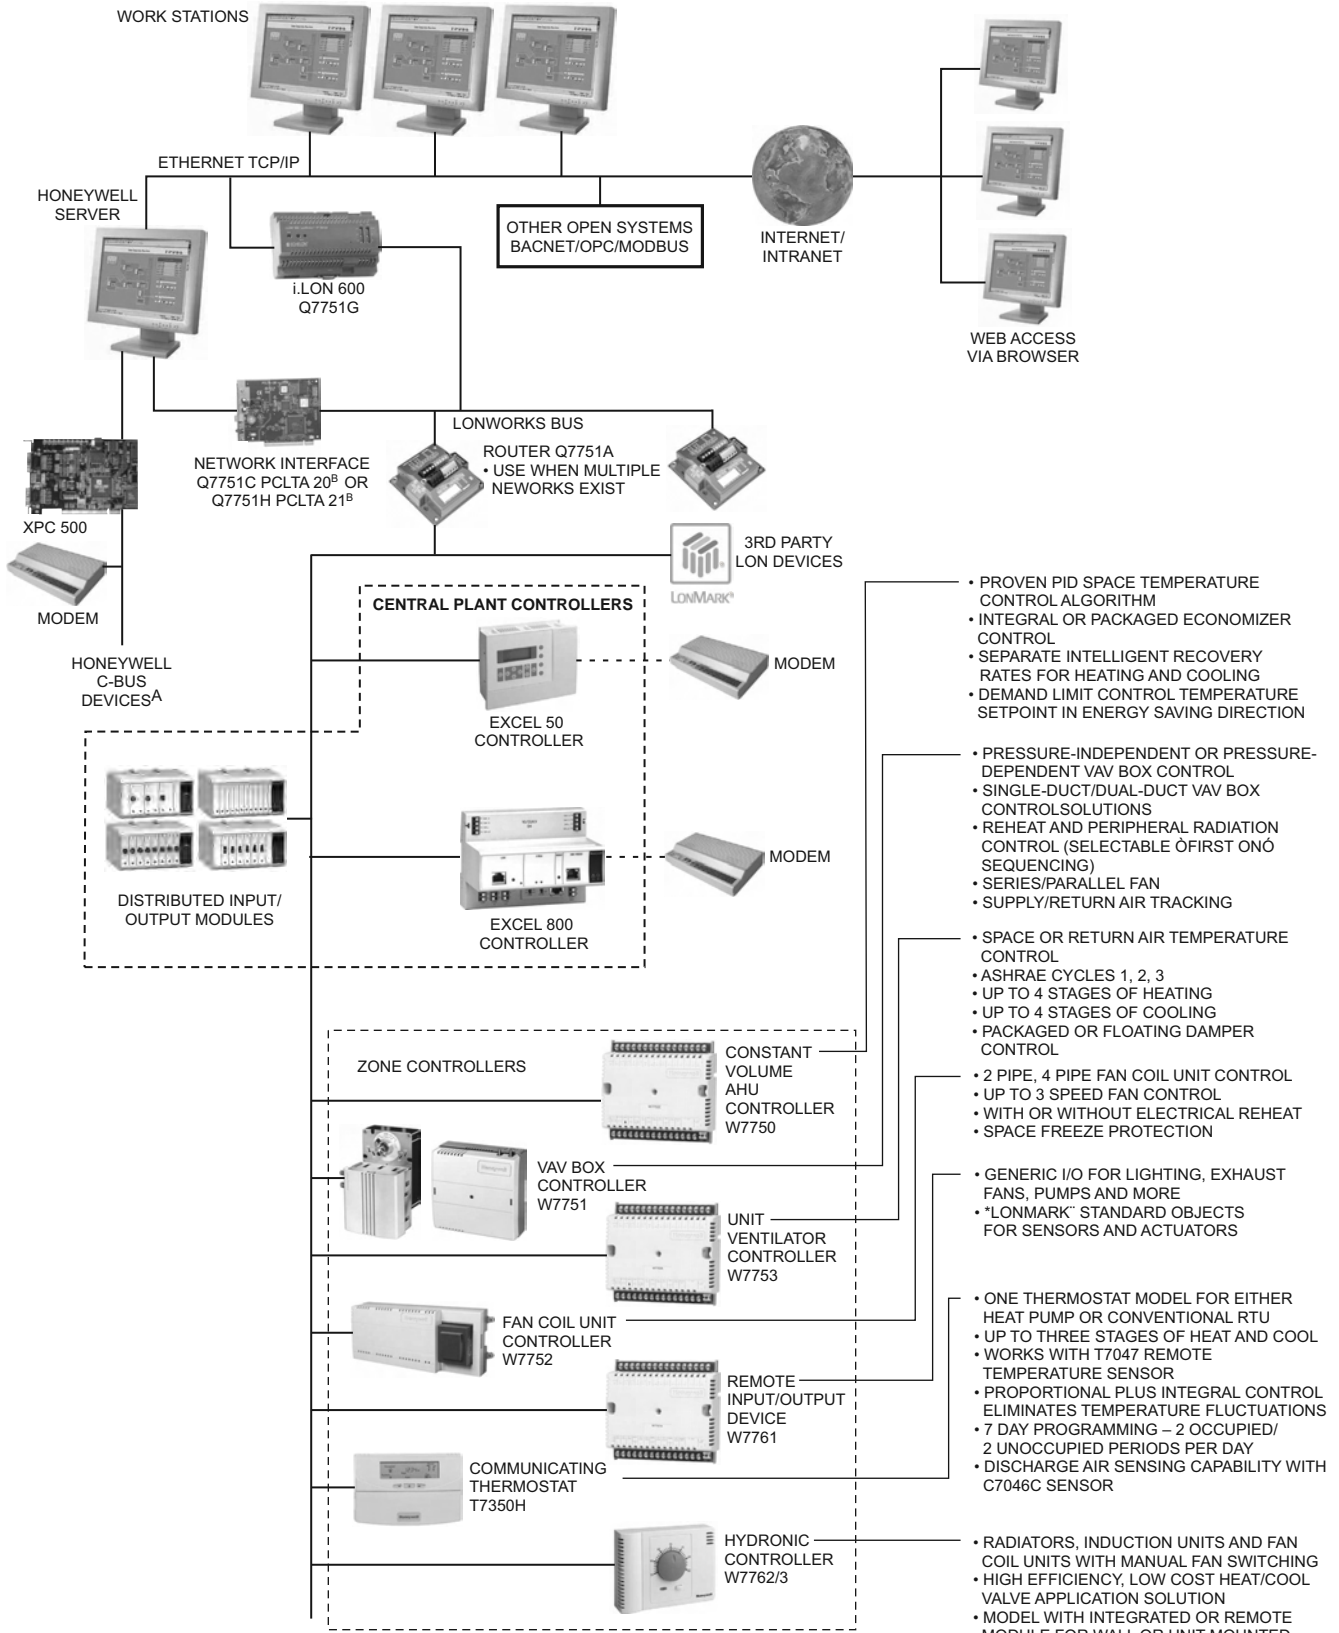 WORK STATIONS
ETHERNET TCP/IP
HONEYWELL
SERVER
i.LON 600
Q7751G
OTHER OPEN SYSTEMS
BACNET/OPC/MODBUS
INTERNET/
INTRANET
WEB ACCESS
VIA BROWSER
LONWORKS BUS
NETWORK INTERFACE
Q7751C PCLTA 20B OR
Q7751H PCLTA 21B
ROUTER Q7751A
• USE WHEN MULTIPLE
NEWORKS EXIST
XPC 500
MODEM
HONEYWELL
C-BUS
DEVICESA
3RD PARTY
LON DEVICES
LONMARK®
CENTRAL PLANT CONTROLLERS
EXCEL 50
CONTROLLER
MODEM
DISTRIBUTED INPUT/
OUTPUT MODULES
EXCEL 800
CONTROLLER
MODEM
ZONE CONTROLLERS
CONSTANT
VOLUME
AHU
CONTROLLER
W7750
VAV BOX
CONTROLLER
W7751
UNIT
VENTILATOR
CONTROLLER
W7753
FAN COIL UNIT
CONTROLLER
W7752
REMOTE
INPUT/OUTPUT
DEVICE
W7761
COMMUNICATING
THERMOSTAT
T7350H
HYDRONIC
CONTROLLER
W7762/3
• PROVEN PID SPACE TEMPERATURE
CONTROL ALGORITHM
• INTEGRAL OR PACKAGED ECONOMIZER
CONTROL
• SEPARATE INTELLIGENT RECOVERY
RATES FOR HEATING AND COOLING
• DEMAND LIMIT CONTROL TEMPERATURE
SETPOINT IN ENERGY SAVING DIRECTION
• PRESSURE-INDEPENDENT OR PRESSURE-
DEPENDENT VAV BOX CONTROL
• SINGLE-DUCT/DUAL-DUCT VAV BOX
CONTROLSOLUTIONS
• REHEAT AND PERIPHERAL RADIATION
CONTROL (SELECTABLE ÒFIRST ONÓ
SEQUENCING)
• SERIES/PARALLEL FAN
• SUPPLY/RETURN AIR TRACKING
• SPACE OR RETURN AIR TEMPERATURE
CONTROL
• ASHRAE CYCLES 1, 2, 3
• UP TO 4 STAGES OF HEATING
• UP TO 4 STAGES OF COOLING
• PACKAGED OR FLOATING DAMPER
CONTROL
• 2 PIPE, 4 PIPE FAN COIL UNIT CONTROL
• UP TO 3 SPEED FAN CONTROL
• WITH OR WITHOUT ELECTRICAL REHEAT
• SPACE FREEZE PROTECTION
• GENERIC I/O FOR LIGHTING, EXHAUST
FANS, PUMPS AND MORE
• *LONMARK¨ STANDARD OBJECTS
FOR SENSORS AND ACTUATORS
• ONE THERMOSTAT MODEL FOR EITHER
HEAT PUMP OR CONVENTIONAL RTU
• UP TO THREE STAGES OF HEAT AND COOL
• WORKS WITH T7047 REMOTE
TEMPERATURE SENSOR
• PROPORTIONAL PLUS INTEGRAL CONTROL
ELIMINATES TEMPERATURE FLUCTUATIONS
• 7 DAY PROGRAMMING – 2 OCCUPIED/
2 UNOCCUPIED PERIODS PER DAY
• DISCHARGE AIR SENSING CAPABILITY WITH
C7046C SENSOR
• RADIATORS, INDUCTION UNITS AND FAN
COIL UNITS WITH MANUAL FAN SWITCHING
• HIGH EFFICIENCY, LOW COST HEAT/COOL
VALVE APPLICATION SOLUTION
• MODEL WITH INTEGRATED OR REMOTE
MODULE FOR WALL OR UNIT MOUNTED